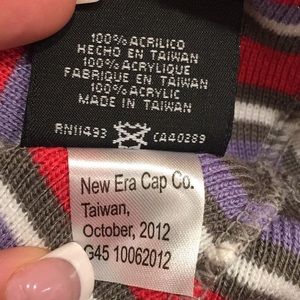 100% ACRILICO
HECHO EN TAIWAN
100% ACRYLIQUE
FABRIQUE EN TAIWAN
100% ACRYLIC
MADE IN TAIWAN
RN11493 CA40289
New Era Cap Co.
Taiwan,
October, 2012
G45 10062012